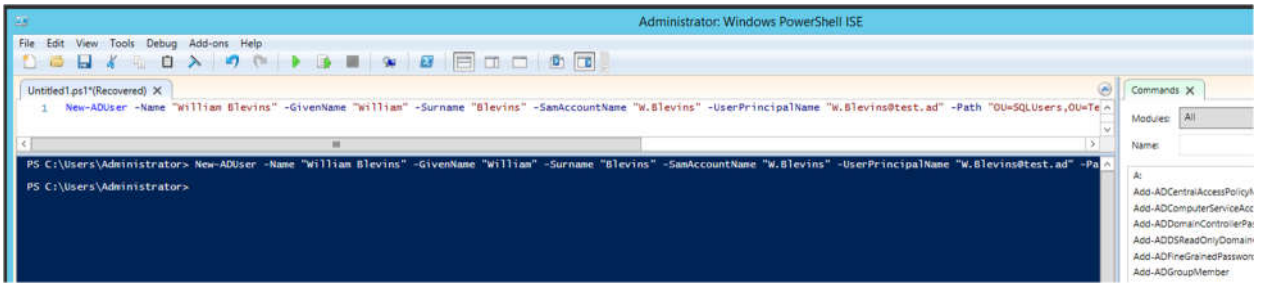 Administrator: Windows PowerShell ISE
File Edit View Tools Debug Add-ons Help
Untitled1.ps1*(Recovered) X
1 New-ADUser -Name "William Blevins" -GivenName "William" -Surname "Blevins" -SamAccountName "W.Blevins" -UserPrincipalName "W.Blevins@test.ad" -Path "OU=SQLUsers,OU=Te
PS C:\Users\Administrator> New-ADUser -Name "William Blevins" -GivenName "William" -Surname "Blevins" -SamAccountName "W.Blevins" -UserPrincipalName "W.Blevins@test.ad" -Pa
PS C:\Users\Administrator>
Commands X
Modules: All
Name:
A:
Add-ADCentralAccessPolicyM
Add-ADComputerServiceAcc
Add-ADDomainControllerPas
Add-ADDSReadOnlyDomain
Add-ADFineGrainedPassword
Add-ADGroupMember